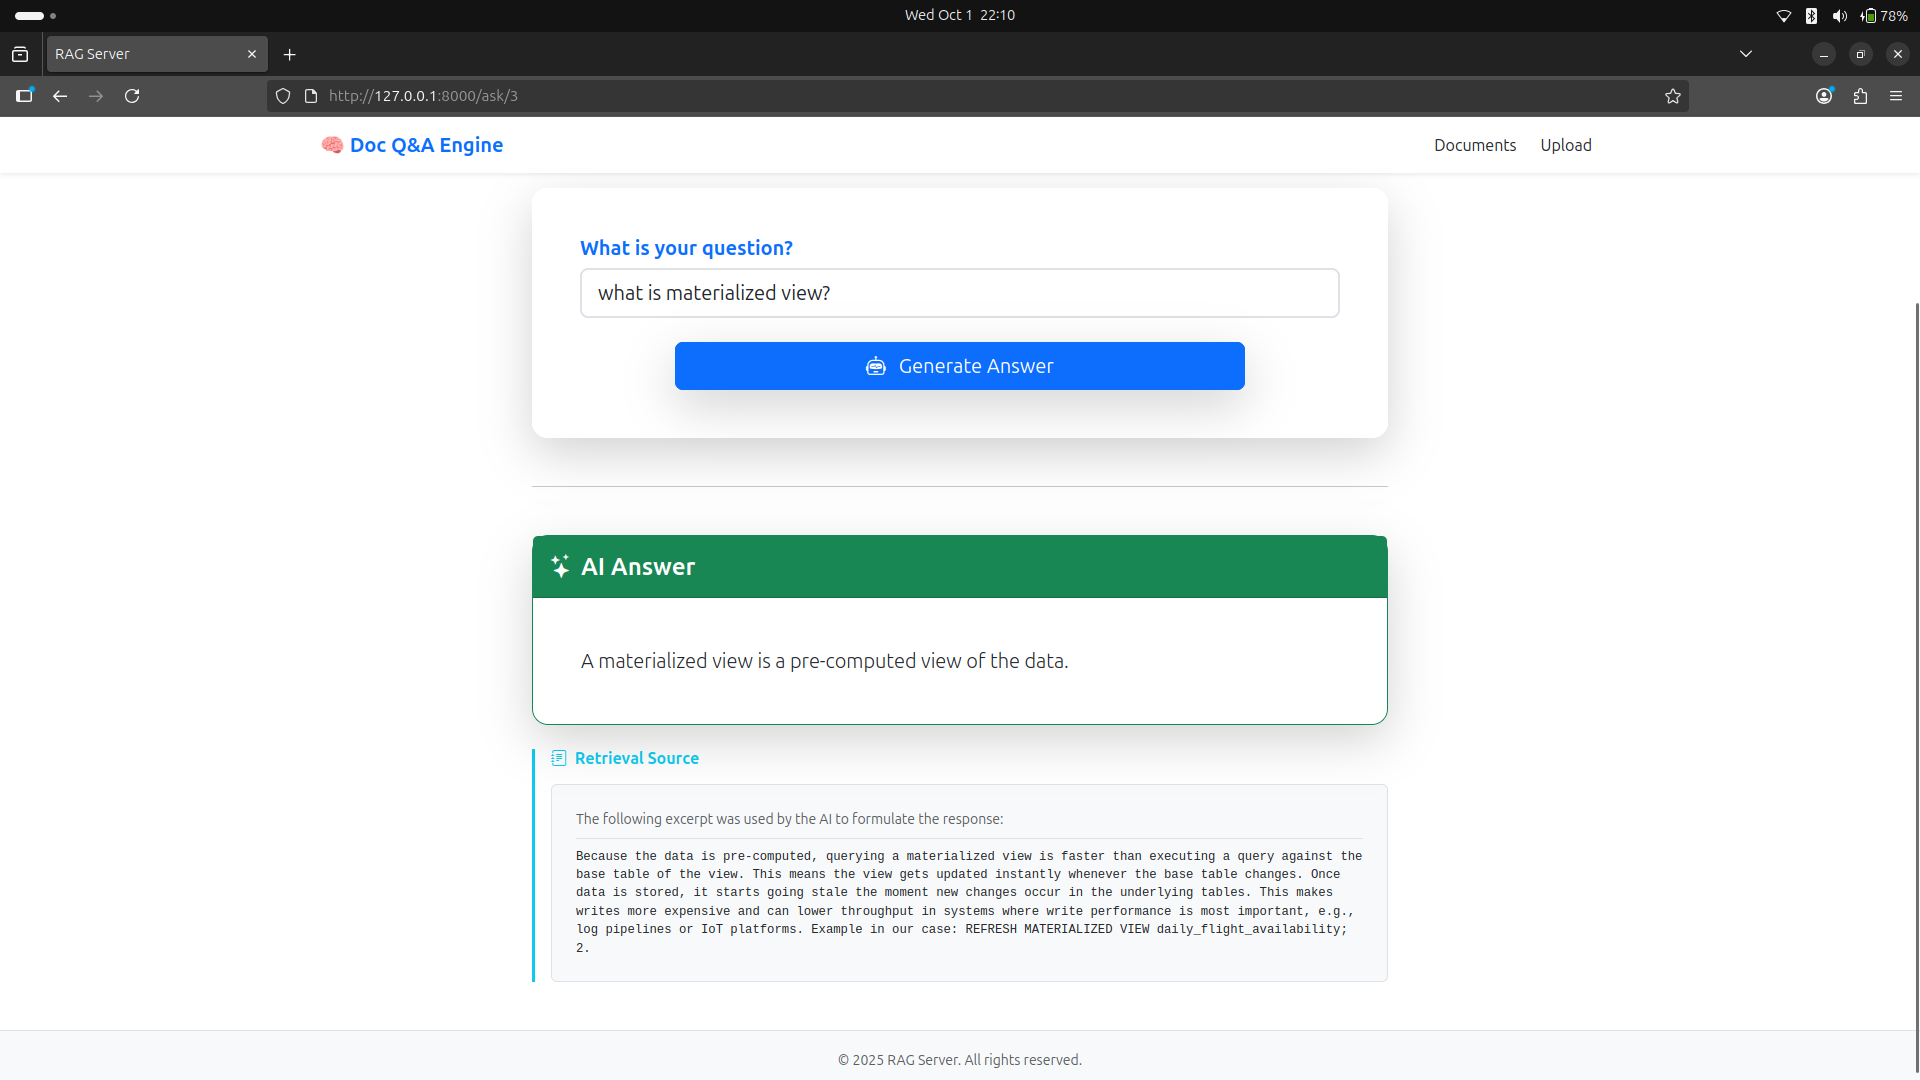 Wed Oct 1 22:10
78%
RAG Server
http://127.0.0.1:8000/ask/3
Doc Q&A Engine
Documents
Upload
What is your question?
what is materialized view?
Generate Answer
AI Answer
A materialized view is a pre-computed view of the data.
Retrieval Source
The following excerpt was used by the AI to formulate the response:
Because the data is pre-computed, querying a materialized view is faster than executing a query against the
base table of the view. This means the view gets updated instantly whenever the base table changes. Once
data is stored, it starts going stale the moment new changes occur in the underlying tables. This makes
writes more expensive and can lower throughput in systems where write performance is most important, e.g.,
log pipelines or IoT platforms. Example in our case: REFRESH MATERIALIZED VIEW daily_flight_availability;
2.
© 2025 RAG Server. All rights reserved.